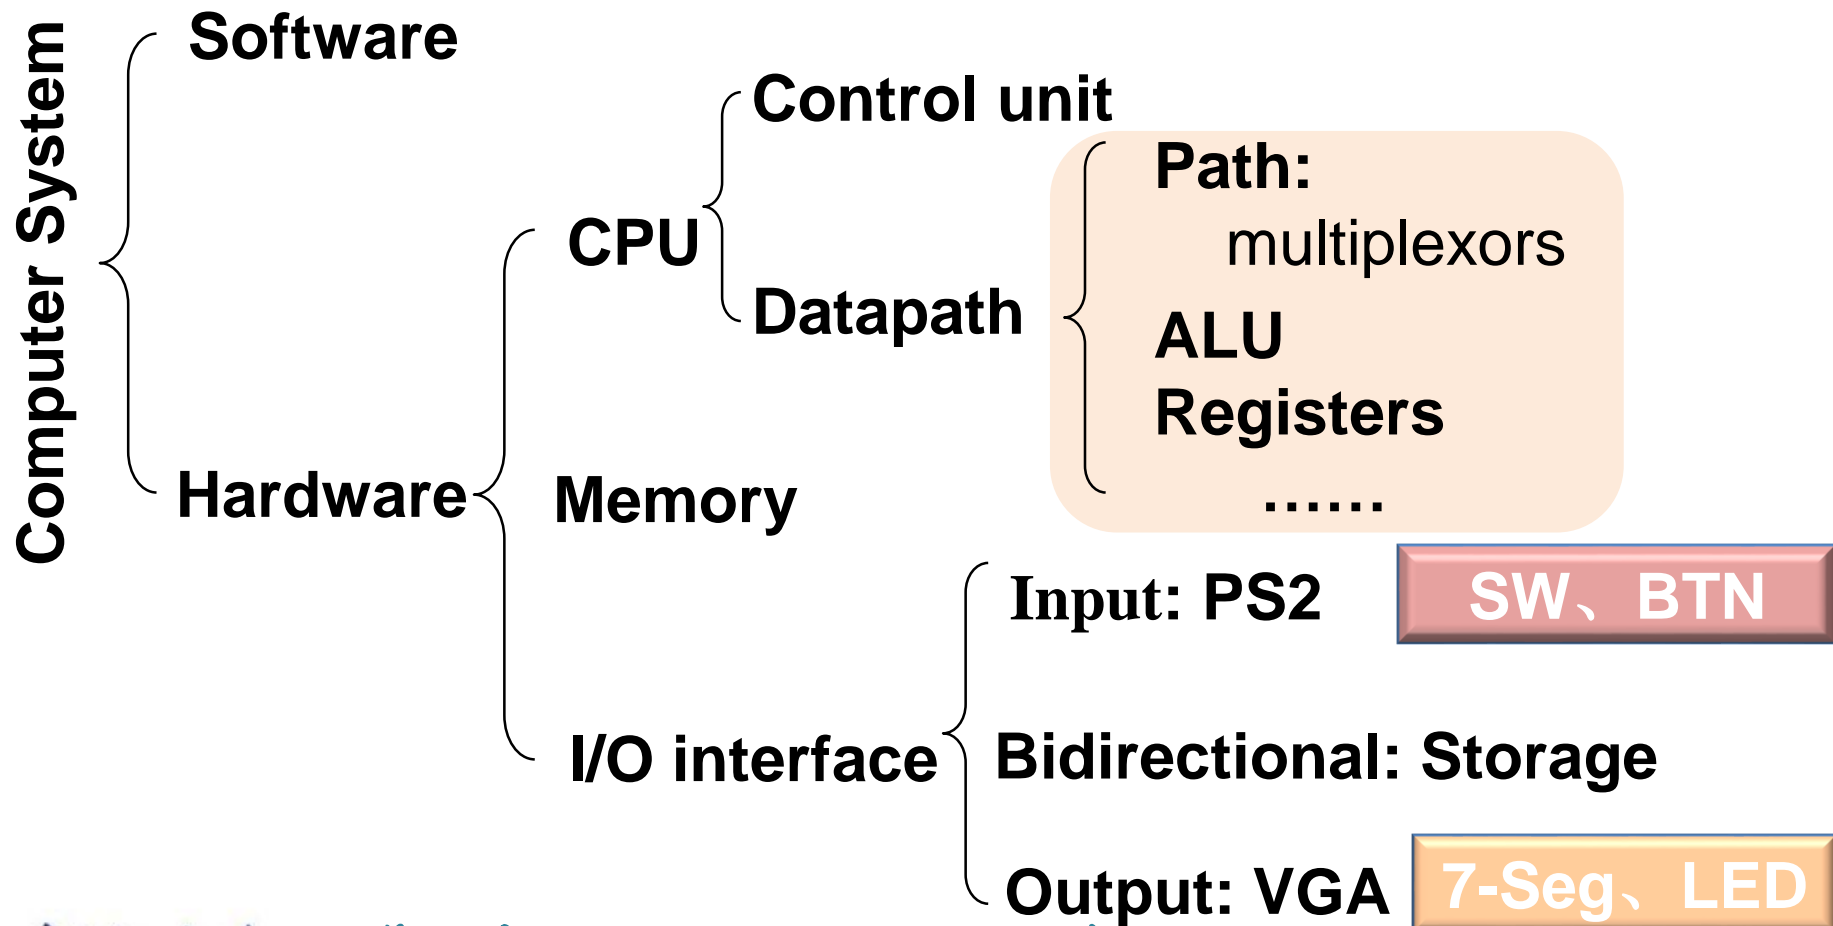 Computer System
Software
Control unit
Path:
multiplexors
CPU
Datapath
ALU
Registers
Hardware
Memory
......
Input: PS2
SW、BTN
I/O interface
Bidirectional: Storage
Output: VGA
7-Seg、LED